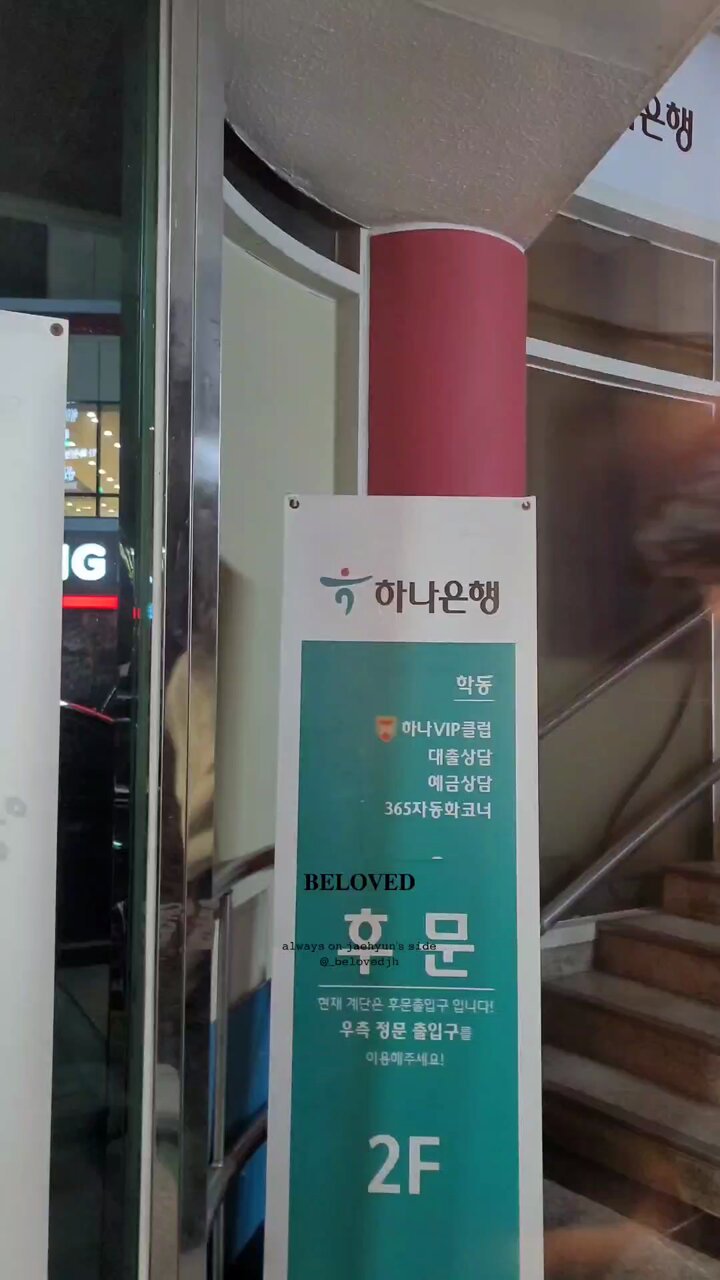 은행
NG
하나은행
학동
하나VIP클럽
대출상담
예금상담
365자동화코너
BELOVED
후문
always on jaehyun's side
@_belovedjh
현재 계단은 후문출입구 입니다!
우측 정문 출입구를
이용해주세요!
2F